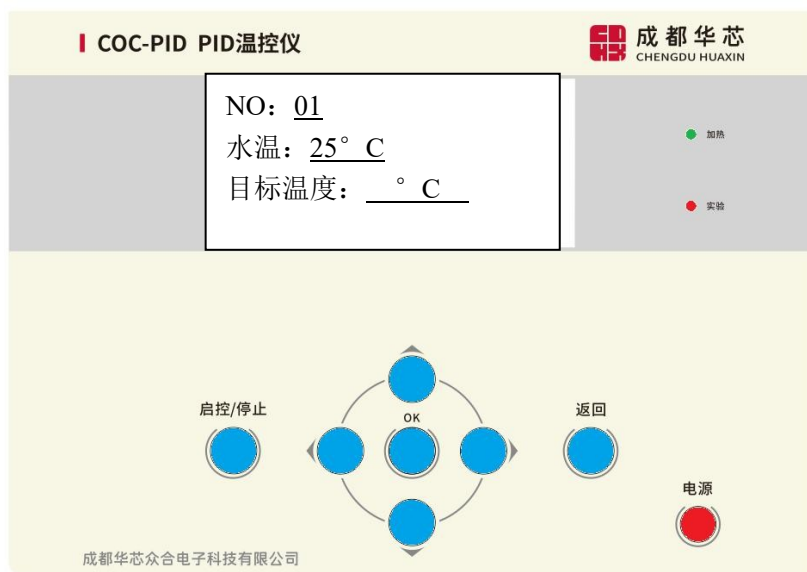 COC-PID PID温控仪
成都华芯
CHENGDU HUAXIN
NO：01
水温：25°C
目标温度： °C
加热
实验
启控/停止
OK
返回
电源
成都华芯众合电子科技有限公司